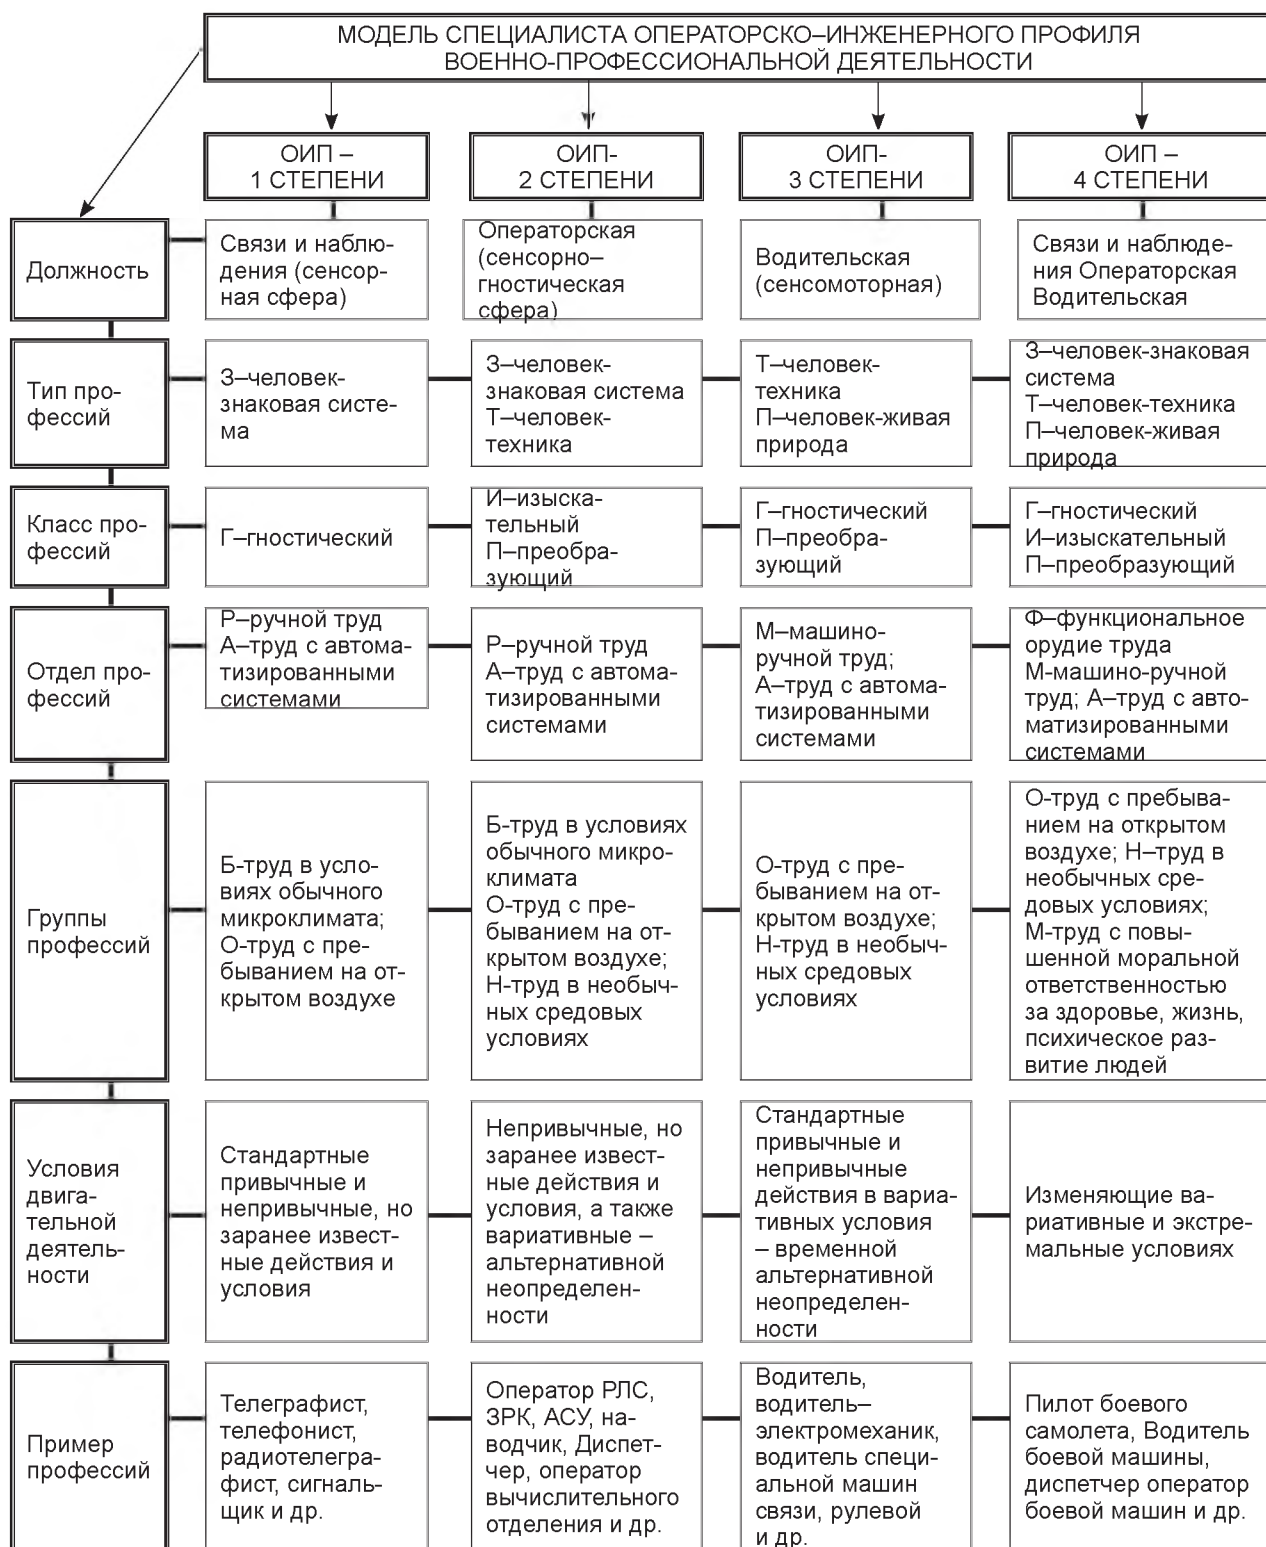 МОДЕЛЬ СПЕЦИАЛИСТА ОПЕРАТОРСКО–ИНЖЕНЕРНОГО ПРОФИЛЯ
ВОЕННО-ПРОФЕССИОНАЛЬНОЙ ДЕЯТЕЛЬНОСТИ
ОИП –
1 СТЕПЕНИ
ОИП-
2 СТЕПЕНИ
ОИП-
3 СТЕПЕНИ
ОИП –
4 СТЕПЕНИ
Должность
Связи и наблю-
дения (сенсор-
ная сфера)
Операторская
(сенсорно–
гностическая
сфера)
Водительская
(сенсомоторная)
Связи и наблюде-
ния Операторская
Водительская
Тип про-
фессий
З–человек-
знаковая систе-
ма
З–человек-
знаковая система
Т–человек-
техника
Т–человек-
техника
П–человек-живая
природа
З–человек-знаковая
система
Т–человек-техника
П–человек-живая
природа
Класс про-
фессий
Г–гностический
И–изыска-
тельный
П–преобра-
зующий
Г–гностический
П–преобра-
зующий
Г–гностический
И–изыскательный
П–преобразующий
Отдел про-
фессий
Р–ручной труд
А–труд с автома-
тизированными
системами
Р–ручной труд
А–труд с автома-
тизированными
системами
М–машино-
ручной труд;
А–труд с автома-
тизированными
системами
Ф–функциональное
орудие труда
М-машино-ручной
труд; А–труд с авто-
матизированными
системами
Группы
профессий
Б-труд в усло-
виях обычного
микроклимата;
О-труд с пре-
быванием на от-
крытом воздухе
Б-труд в условиях
обычного микро-
климата
О-труд с пре-
быванием на от-
крытом воздухе;
Н-труд в необыч-
ных средовых
условиях
О-труд с пре-
быванием на от-
крытом воздухе;
Н-труд в необыч-
ных средовых
условиях
О-труд с пребыва-
нием на открытом
воздухе; Н–труд в
необычных сре-
довых условиях;
М-труд с повы-
шенной моральной
ответственностью
за здоровье, жизнь,
психическое раз-
витие людей
Условия
двига-
тельной
деятель-
ности
Стандартные
привычные и
непривычные, но
заранее извест-
ные действия и
условия
Непривычные, но
заранее извест-
ные действия и
условия, а также
вариативные –
альтернативной
неопределен-
ности
Стандартные
привычные и
непривычные
действия в вариа-
тивных условия
– временной
альтернативной
неопределен-
ности
Изменяющие ва-
риативные и экстре-
мальные условиях
Пример
профессий
Телеграфист,
телефонист,
радиотелегра-
фист, сигналь-
щик и др.
Оператор РЛС,
ЗРК, АСУ, на-
водчик, Диспет-
чер, оператор
вычислительного
отделения и др.
Водитель,
водитель–
электромеханик,
водитель специ-
альной машин
связи, рулевой
и др.
Пилот боевого
самолета, Водитель
боевой машины,
диспетчер оператор
боевой машин и др.